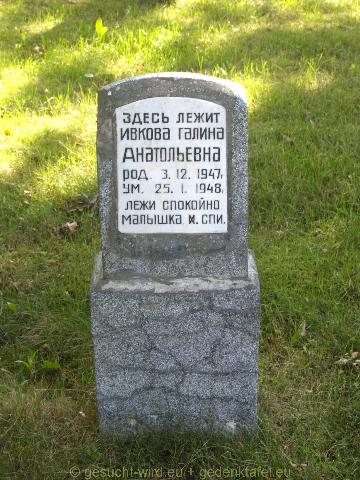 ЗДЕСЬ ЛЕЖИТ
ИВКОВА ГАЛИНА
АНАТОЛЬЕВНА
РОД. 3. 12. 1947.
УМ. 25. 1. 1948.
ЛЕЖИ СПОКОЙНО
МАЛЫШКА И СПИ.
© gesucht-wird.eu + gedenktafel.eu